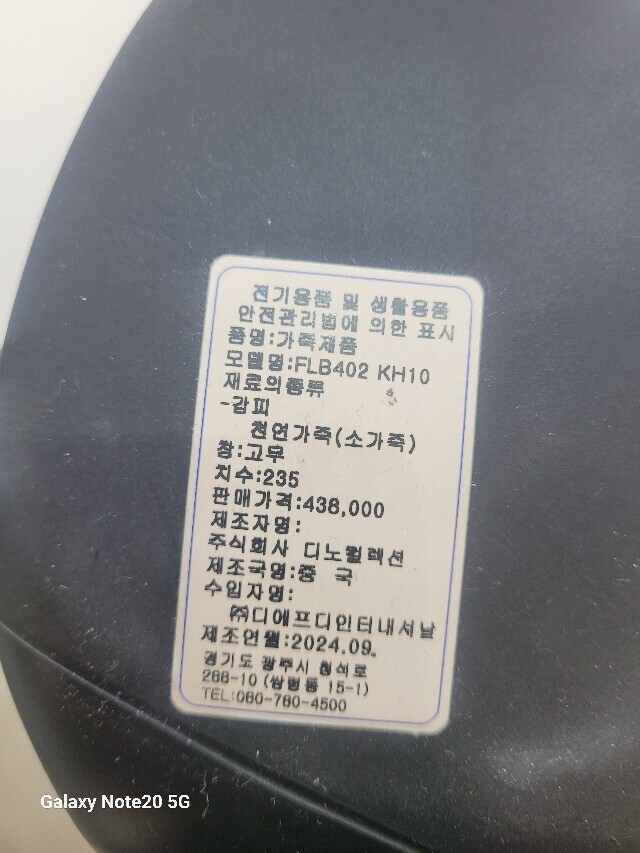 전기용품 및 생활용품
안전관리법에 의한 표시
품명:가죽제품
모델명:FLB402 KH10
재료의종류
-갑피
천연가죽(소가죽)
창:고무
치수:235
판매가격:438,000
제조자명:
주식회사 디노컬렉션
제조국명:중 국
수입자명:
㈜디에프디인터내셔날
제조연월:2024.09.
경기도 광주시 청석로
288-10 (쌍령동 15-1)
TEL:080-780-4500
Galaxy Note20 5G